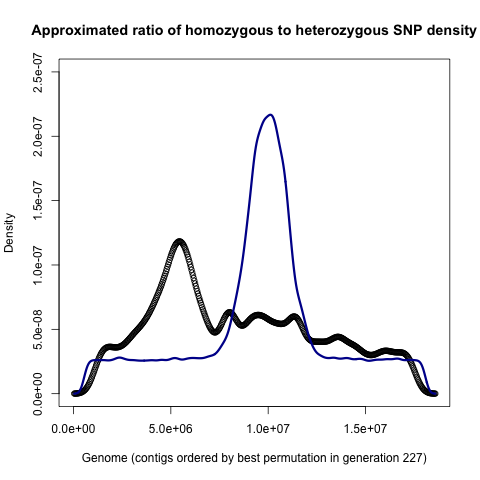 Approximated ratio of homozygous to heterozygous SNP density
2.5e-07
2.0e-07
1.5e-07
1.0e-07
5.0e-08
0.0e+00
Density
0.0e+00 5.0e+06 1.0e+07 1.5e+07
Genome (contigs ordered by best permutation in generation 227)